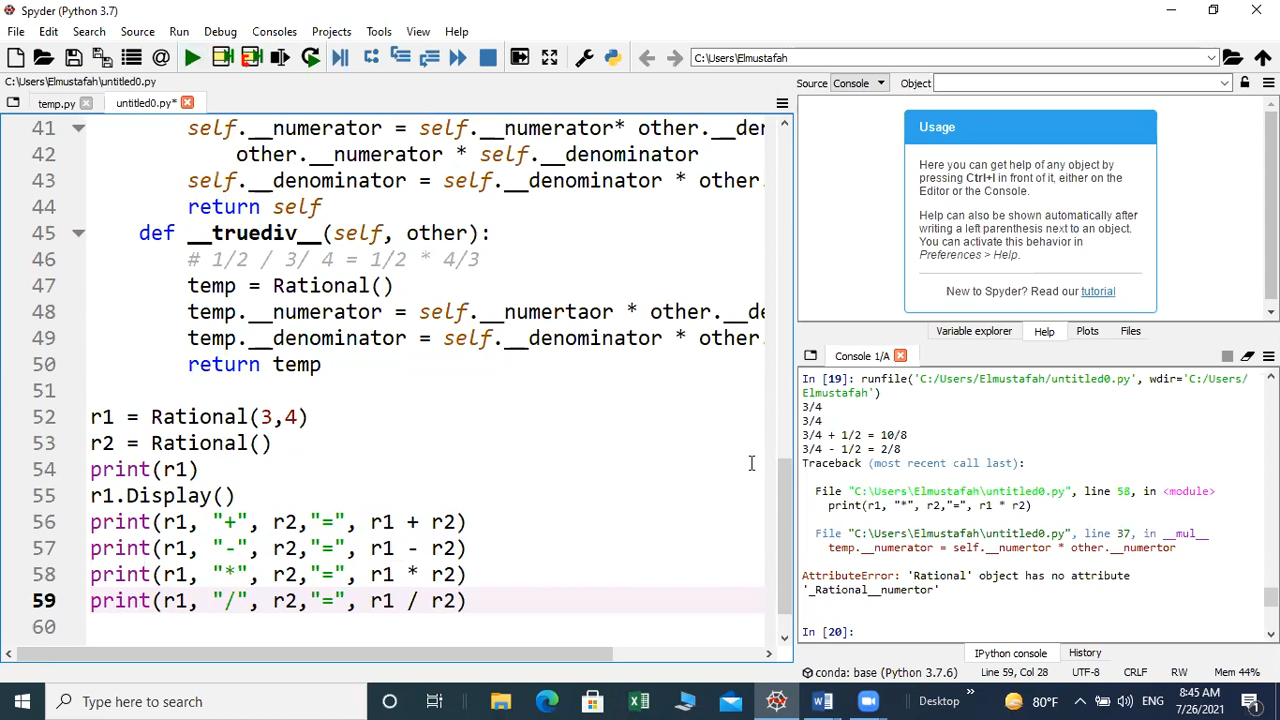 Spyder (Python 3.7)
File Edit Search Source Run Debug Consoles Projects Tools View Help
C:\Users\Elmustafah
C:\Users\Elmustafah\untitled0.py
temp.py untitled0.py*
41 self.__numerator = self.__numerator* other.__den
42 other.__numerator * self.__denominator
43 self.__denominator = self.__denominator * other.
44 return self
45 def __truediv__(self, other):
46 # 1/2 / 3/ 4 = 1/2 * 4/3
47 temp = Rational()
48 temp.__numerator = self.__numertaor * other.__de
49 temp.__denominator = self.__denominator * other.
50 return temp
51
52 r1 = Rational(3,4)
53 r2 = Rational()
54 print(r1)
55 r1.Display()
56 print(r1, "+", r2,"=", r1 + r2)
57 print(r1, "-", r2,"=", r1 - r2)
58 print(r1, "*", r2,"=", r1 * r2)
59 print(r1, "/", r2,"=", r1 / r2)
60
Source Console Object
Usage
Here you can get help of any object by
pressing Ctrl+I in front of it, either on the
Editor or the Console.
Help can also be shown automatically after
writing a left parenthesis next to an object.
You can activate this behavior in
Preferences > Help.
New to Spyder? Read our tutorial
Variable explorer Help Plots Files
Console 1/A
In [19]: runfile('C:/Users/Elmustafah/untitled0.py', wdir='C:/Users/
Elmustafah')
3/4
3/4
3/4 + 1/2 = 10/8
3/4 - 1/2 = 2/8
Traceback (most recent call last):
File "C:\Users\Elmustafah\untitled0.py", line 58, in <module>
print(r1, "*", r2,"=", r1 * r2)
File "C:\Users\Elmustafah\untitled0.py", line 37, in __mul__
temp.__numerator = self.__numertor * other.__numertor
AttributeError: 'Rational' object has no attribute
'_Rational__numertor'
In [20]:
IPython console History
conda: base (Python 3.7.6) Line 59, Col 28 UTF-8 CRLF RW Mem 44%
Type here to search
Desktop » 80°F ENG 8:45 AM
7/26/2021
1